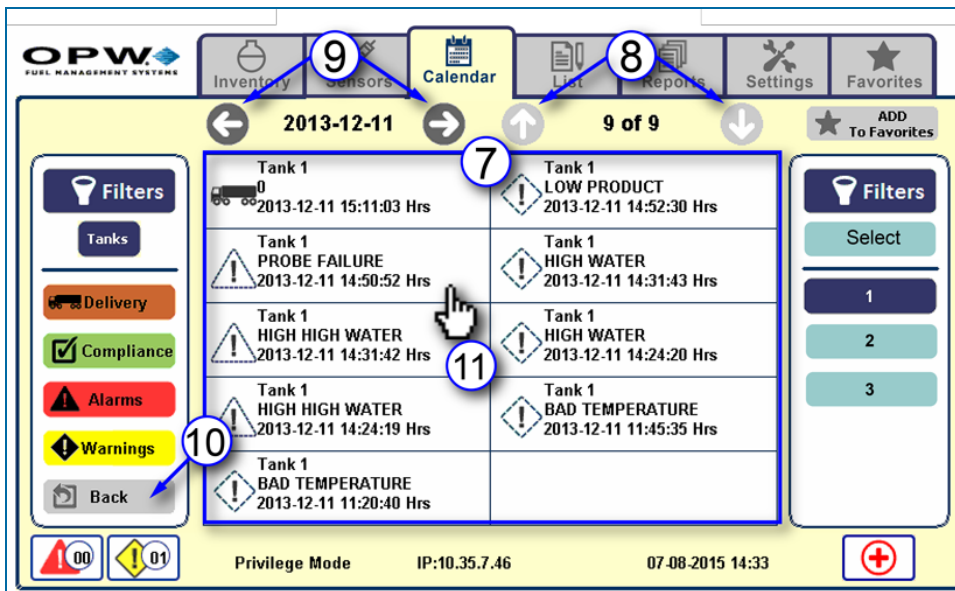 OPW
FUEL MANAGEMENT SYSTEMS
Inventory
Sensors
Calendar
List
Reports
Settings
Favorites
9
8
2013-12-11
9 of 9
ADD
To Favorites
7
Filters
Tanks
Delivery
Compliance
Alarms
Warnings
10
Back
Tank 1
0
2013-12-11 15:11:03 Hrs
Tank 1
LOW PRODUCT
2013-12-11 14:52:30 Hrs
Tank 1
PROBE FAILURE
2013-12-11 14:50:52 Hrs
Tank 1
HIGH WATER
2013-12-11 14:31:43 Hrs
Tank 1
HIGH HIGH WATER
2013-12-11 14:31:42 Hrs
Tank 1
HIGH WATER
2013-12-11 14:24:20 Hrs
11
Tank 1
HIGH HIGH WATER
2013-12-11 14:24:19 Hrs
Tank 1
BAD TEMPERATURE
2013-12-11 11:45:35 Hrs
Tank 1
BAD TEMPERATURE
2013-12-11 11:20:40 Hrs
Filters
Select
1
2
3
00
01
Privilege Mode
IP:10.35.7.46
07-08-2015 14:33